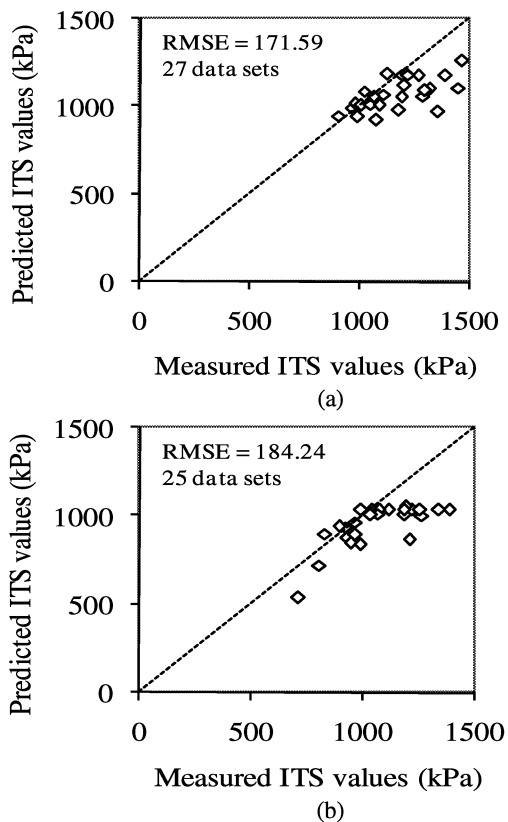 Predicted ITS values (kPa)
1500
1000
500
0
RMSE = 171.59
27 data sets
0 500 1000 1500
Measured ITS values (kPa)
(a)
Predicted ITS values (kPa)
1500
1000
500
0
RMSE = 184.24
25 data sets
0 500 1000 1500
Measured ITS values (kPa)
(b)